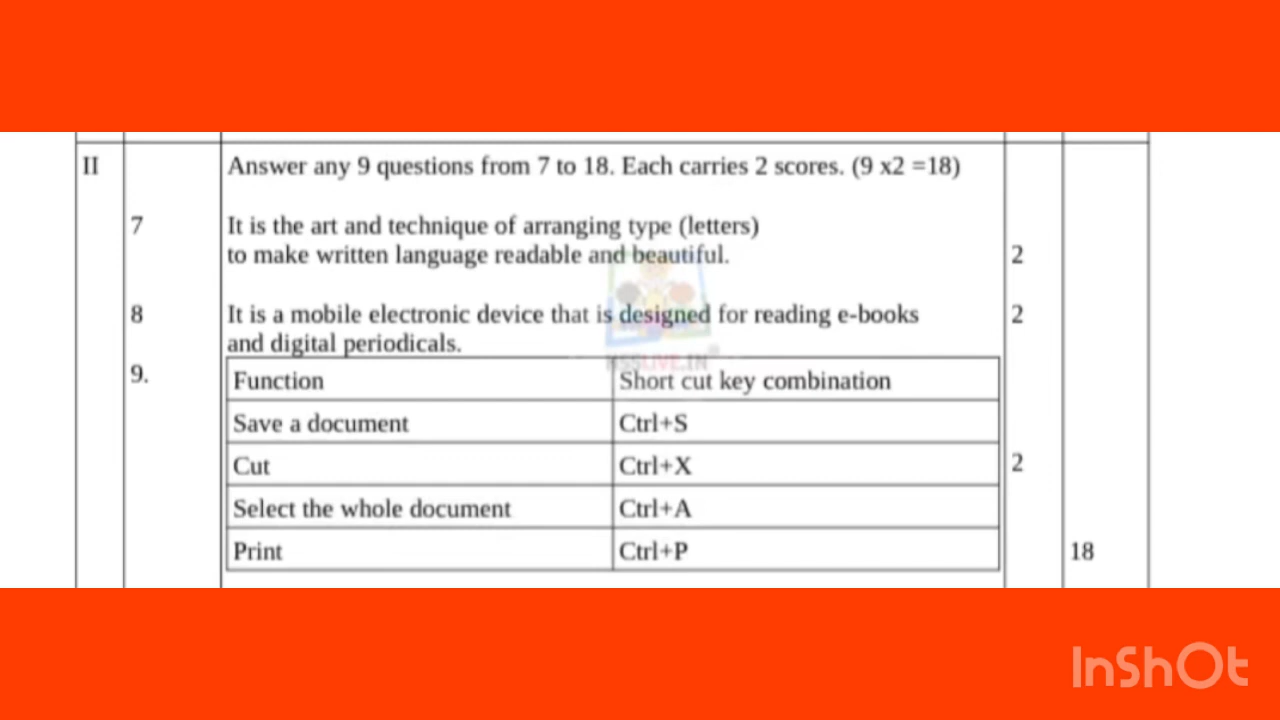 II Answer any 9 questions from 7 to 18. Each carries 2 scores. (9 x2 =18)
7 It is the art and technique of arranging type (letters)
to make written language readable and beautiful. 2
8 It is a mobile electronic device that is designed for reading e-books 2
and digital periodicals.
HSSLIVE.IN
9. Function Short cut key combination
Save a document Ctrl+S
Cut Ctrl+X 2
Select the whole document Ctrl+A
Print Ctrl+P 18
InShOt